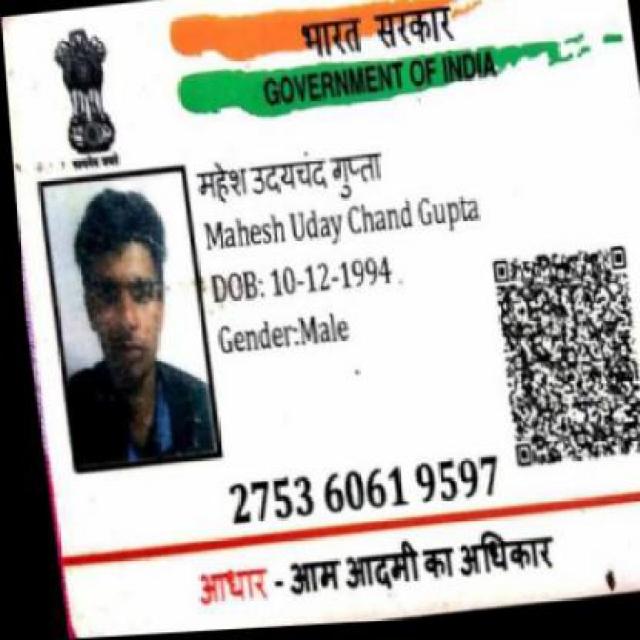 भारत सरकार
GOVERNMENT OF INDIA
महेश उदयचंद गुप्ता
Mahesh Uday Chand Gupta
DOB: 10-12-1994
Gender:Male
2753 6061 9597
आधार - आम आदमी का अधिकार